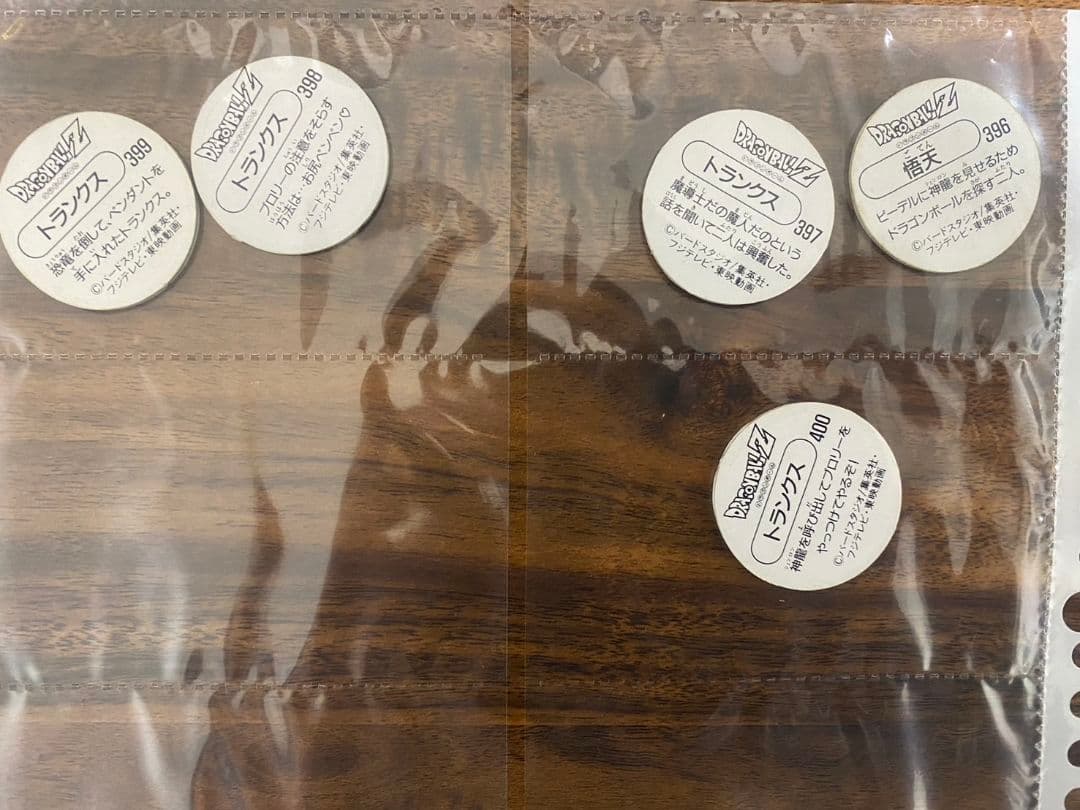 DRAGONBALL Z
399
トランクス
恐竜を倒して、ペンダントを
手に入れたトランクス。
©バードスタジオ/集英社・
フジテレビ・東映動画
DRAGONBALL Z
398
トランクス
ブロリーの注意をそらす
方法は…お尻ペンペン♡
©バードスタジオ/集英社・
フジテレビ・東映動画
DRAGONBALL Z
トランクス
397
魔導士だの魔人だのという
話を聞いて二人は興奮した。
©バードスタジオ/集英社・
フジテレビ・東映動画
DRAGONBALL Z
396
ごてん
悟天
ビーデルに神龍を見せるため
ドラゴンボールを探す二人。
©バードスタジオ/集英社・
フジテレビ・東映動画
DRAGONBALL Z
400
トランクス
神龍を呼び出してブロリーを
やっつけてやるぞ!
©バードスタジオ/集英社・
フジテレビ・東映動画